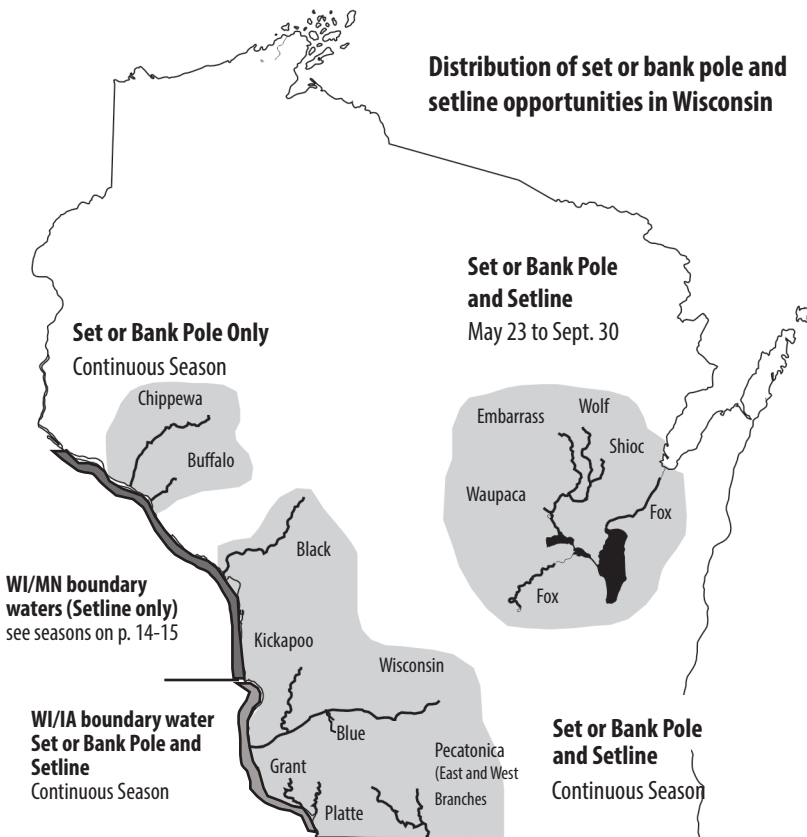 Distribution of set or bank pole and
setline opportunities in Wisconsin
Set or Bank Pole
and Setline
May 23 to Sept. 30
Set or Bank Pole Only
Continuous Season
Chippewa
Buffalo
Embarrass
Wolf
Shioc
Waupaca
Fox
Fox
Black
WI/MN boundary
waters (Setline only)
see seasons on p. 14-15
Kickapoo
Wisconsin
WI/IA boundary water
Set or Bank Pole and
Setline
Continuous Season
Blue
Grant
Platte
Pecatonica
(East and West
Branches
Set or Bank Pole
and Setline
Continuous Season